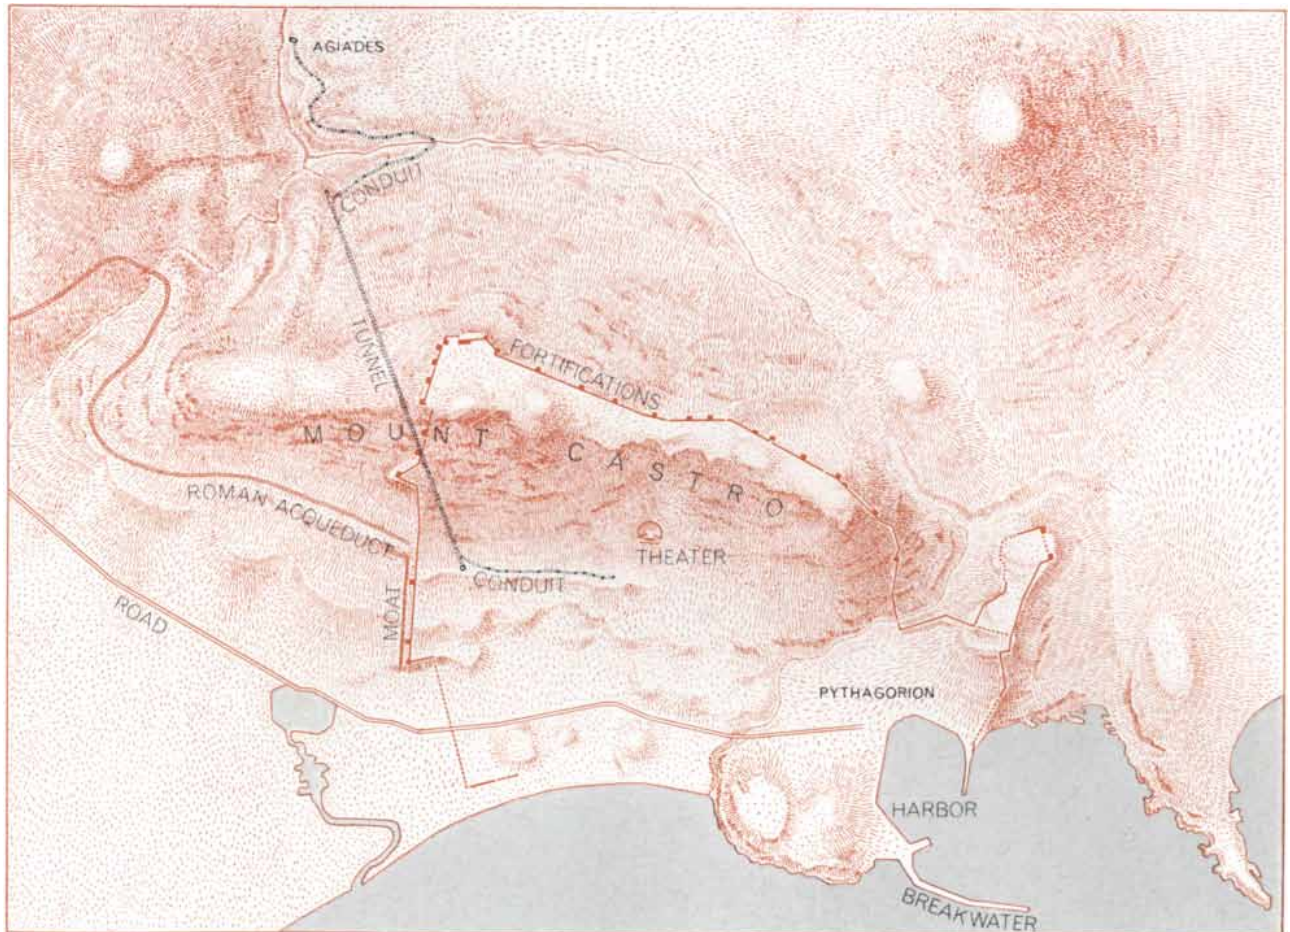 AGIADES
CONDUIT
TUNNEL
FORTIFICATIONS
MOUNT CASTRO
ROMAN ACQUEDUCT
THEATER
CONDUIT
MOAT
ROAD
PYTHAGORION
HARBOR
BREAKWATER